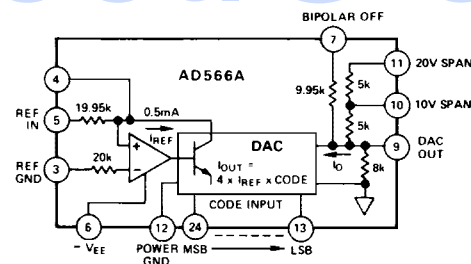 BIPOLAR OFF
7
AD566A
11 20V SPAN
4
9.95k
5k
19.95k
0.5mA
10 10V SPAN
REF IN
5
IREF
5k
DAC
9 DAC OUT
REF GND
3
20k
+
−
IOUT =
4 x IREF x CODE
IO
8k
CODE INPUT
6
12
24
13
− VEE
POWER GND
MSB
LSB